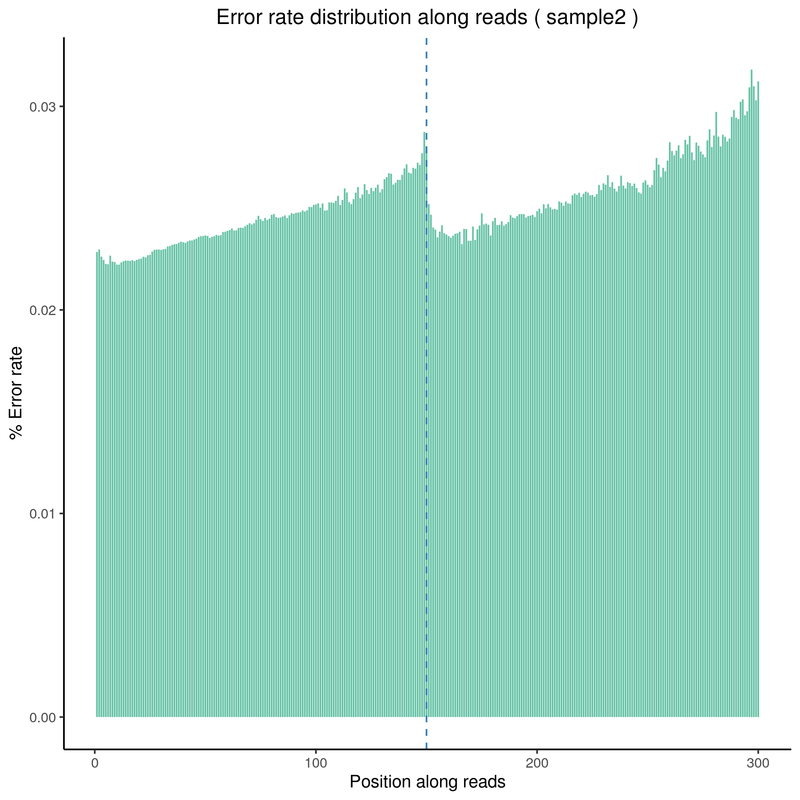 Error rate distribution along reads ( sample2 )
% Error rate
0.03
0.02
0.01
0.00
0 100 200 300
Position along reads